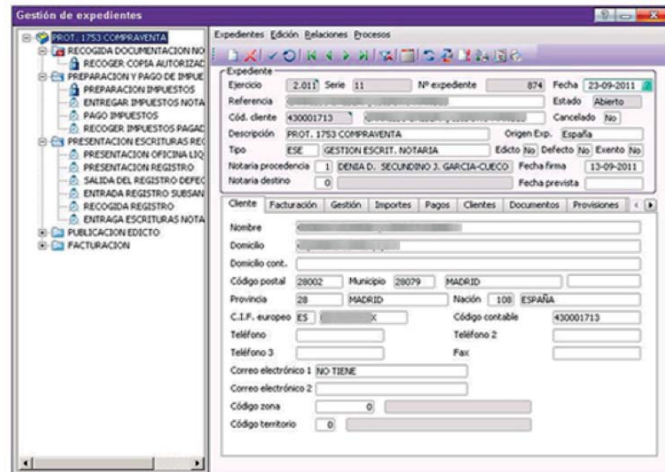 Gestión de expedientes
PROT. 1753 COMPRAVENTA
RECOGIDA DOCUMENTACION NO
RECOGER COPIA AUTORIZAD
PREPARACION Y PAGO DE IMPUE
PREPARACION IMPUESTOS
ENTREGAR IMPUESTOS NOTA
PAGO IMPUESTOS
RECOGER IMPUESTOS PAGAD
PRESENTACION ESCRITURAS REC
PRESENTACION OFICINA LIQ
PRESENTACION REGISTRO
SALIDA DEL REGISTRO DEFEC
ENTRADA REGISTRO SUBSAN
RECOGIDA REGISTRO
ENTRAGA ESCRITURAS NOTA
PUBLICACION EDICTO
FACTURACION
Expedientes Edición Relaciones Procesos
Expediente
Ejercicio 2.011 Serie 11 Nº expediente 874 Fecha 23-09-2011
Referencia Estado Abierto
Cód. cliente 430001713 Cancelado No
Descripción PROT. 1753 COMPRAVENTA Origen Exp. España
Tipo ESE GESTION ESCRIT. NOTARIA Edicto No Defecto No Exento No
Notaria procedencia 1 DENIA D. SECUNDINO J. GARCIA-CUECO Fecha firma 13-09-2011
Notaria destino 0 Fecha prevista
Cliente Facturación Gestión Importes Pagos Clientes Documentos Provisiones
Nombre
Domicilio
Domicilio cont.
Código postal 28002 Municipio 28079 MADRID
Provincia 28 MADRID Nación 108 ESPAÑA
C.I.F. europeo ES X Código contable 430001713
Teléfono Teléfono 2
Teléfono 3 Fax
Correo electrónico 1 NO TIENE
Correo electrónico 2
Código zona 0
Código territorio 0